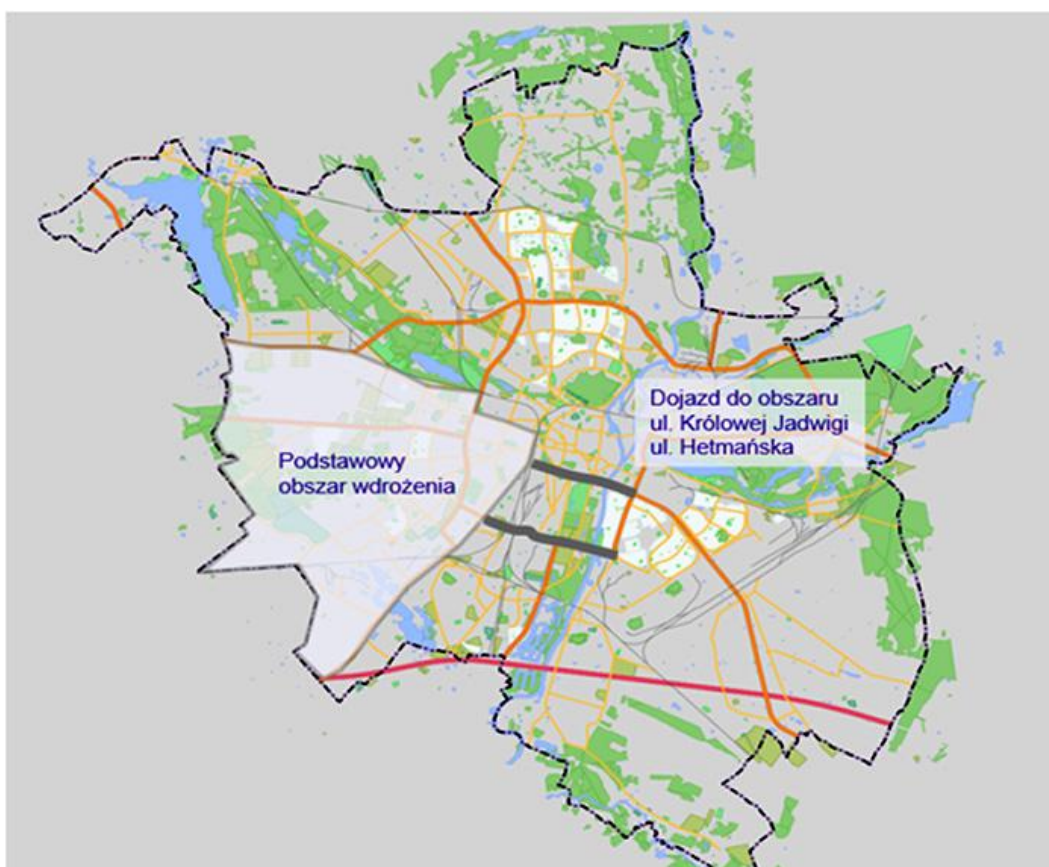 Dojazd do obszaru
ul. Królowej Jadwigi
ul. Hetmańska
Podstawowy
obszar wdrożenia